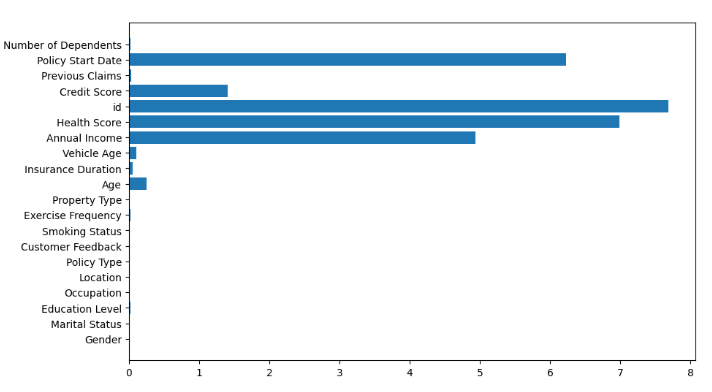 Number of Dependents
Policy Start Date
Previous Claims
Credit Score
id
Health Score
Annual Income
Vehicle Age
Insurance Duration
Age
Property Type
Exercise Frequency
Smoking Status
Customer Feedback
Policy Type
Location
Occupation
Education Level
Marital Status
Gender
0 1 2 3 4 5 6 7 8